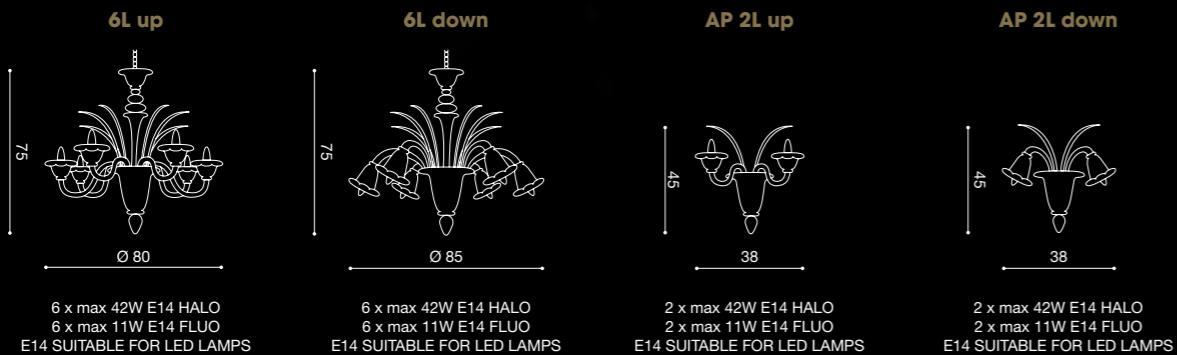 6L up
75
Ø 80
6 x max 42W E14 HALO
6 x max 11W E14 FLUO
E14 SUITABLE FOR LED LAMPS
6L down
75
Ø 85
6 x max 42W E14 HALO
6 x max 11W E14 FLUO
E14 SUITABLE FOR LED LAMPS
AP 2L up
45
38
2 x max 42W E14 HALO
2 x max 11W E14 FLUO
E14 SUITABLE FOR LED LAMPS
AP 2L down
45
38
2 x max 42W E14 HALO
2 x max 11W E14 FLUO
E14 SUITABLE FOR LED LAMPS